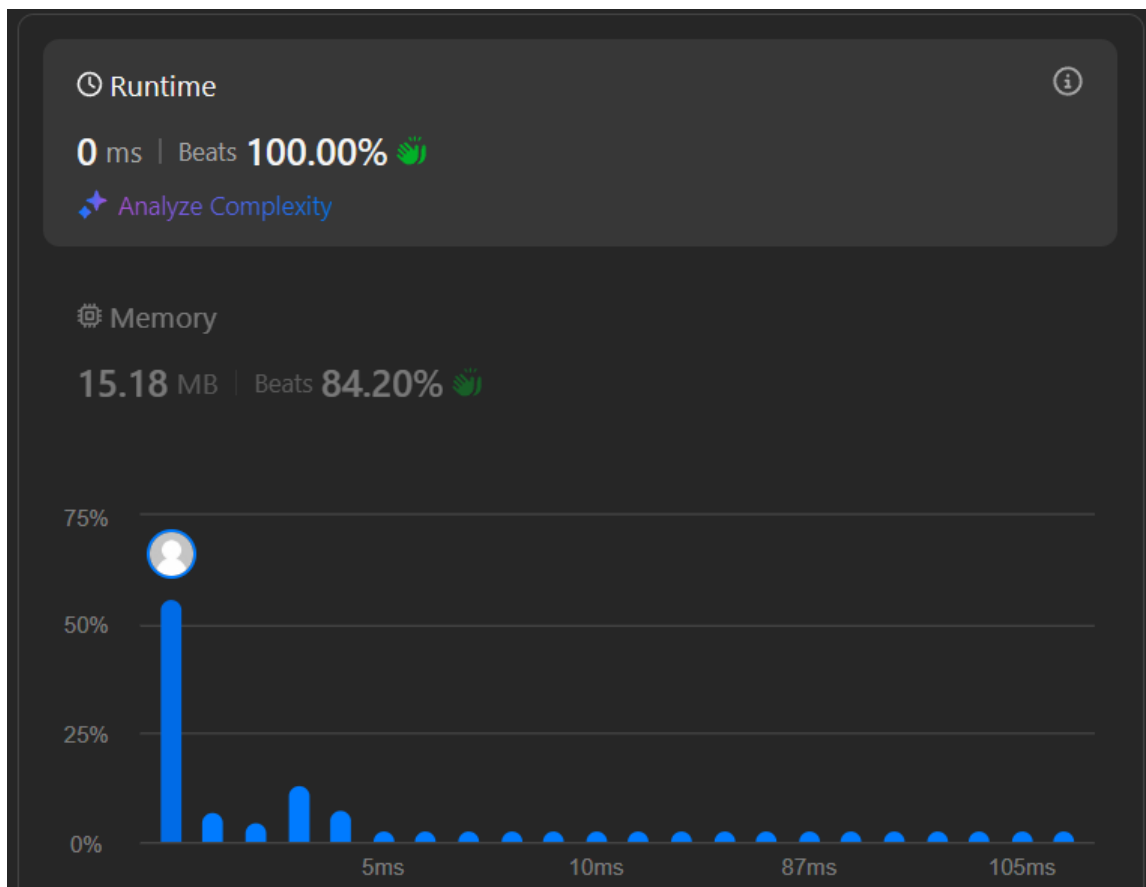 Runtime
0 ms | Beats 100.00%
Analyze Complexity
Memory
15.18 MB | Beats 84.20%
75%
50%
25%
0%
5ms 10ms 87ms 105ms